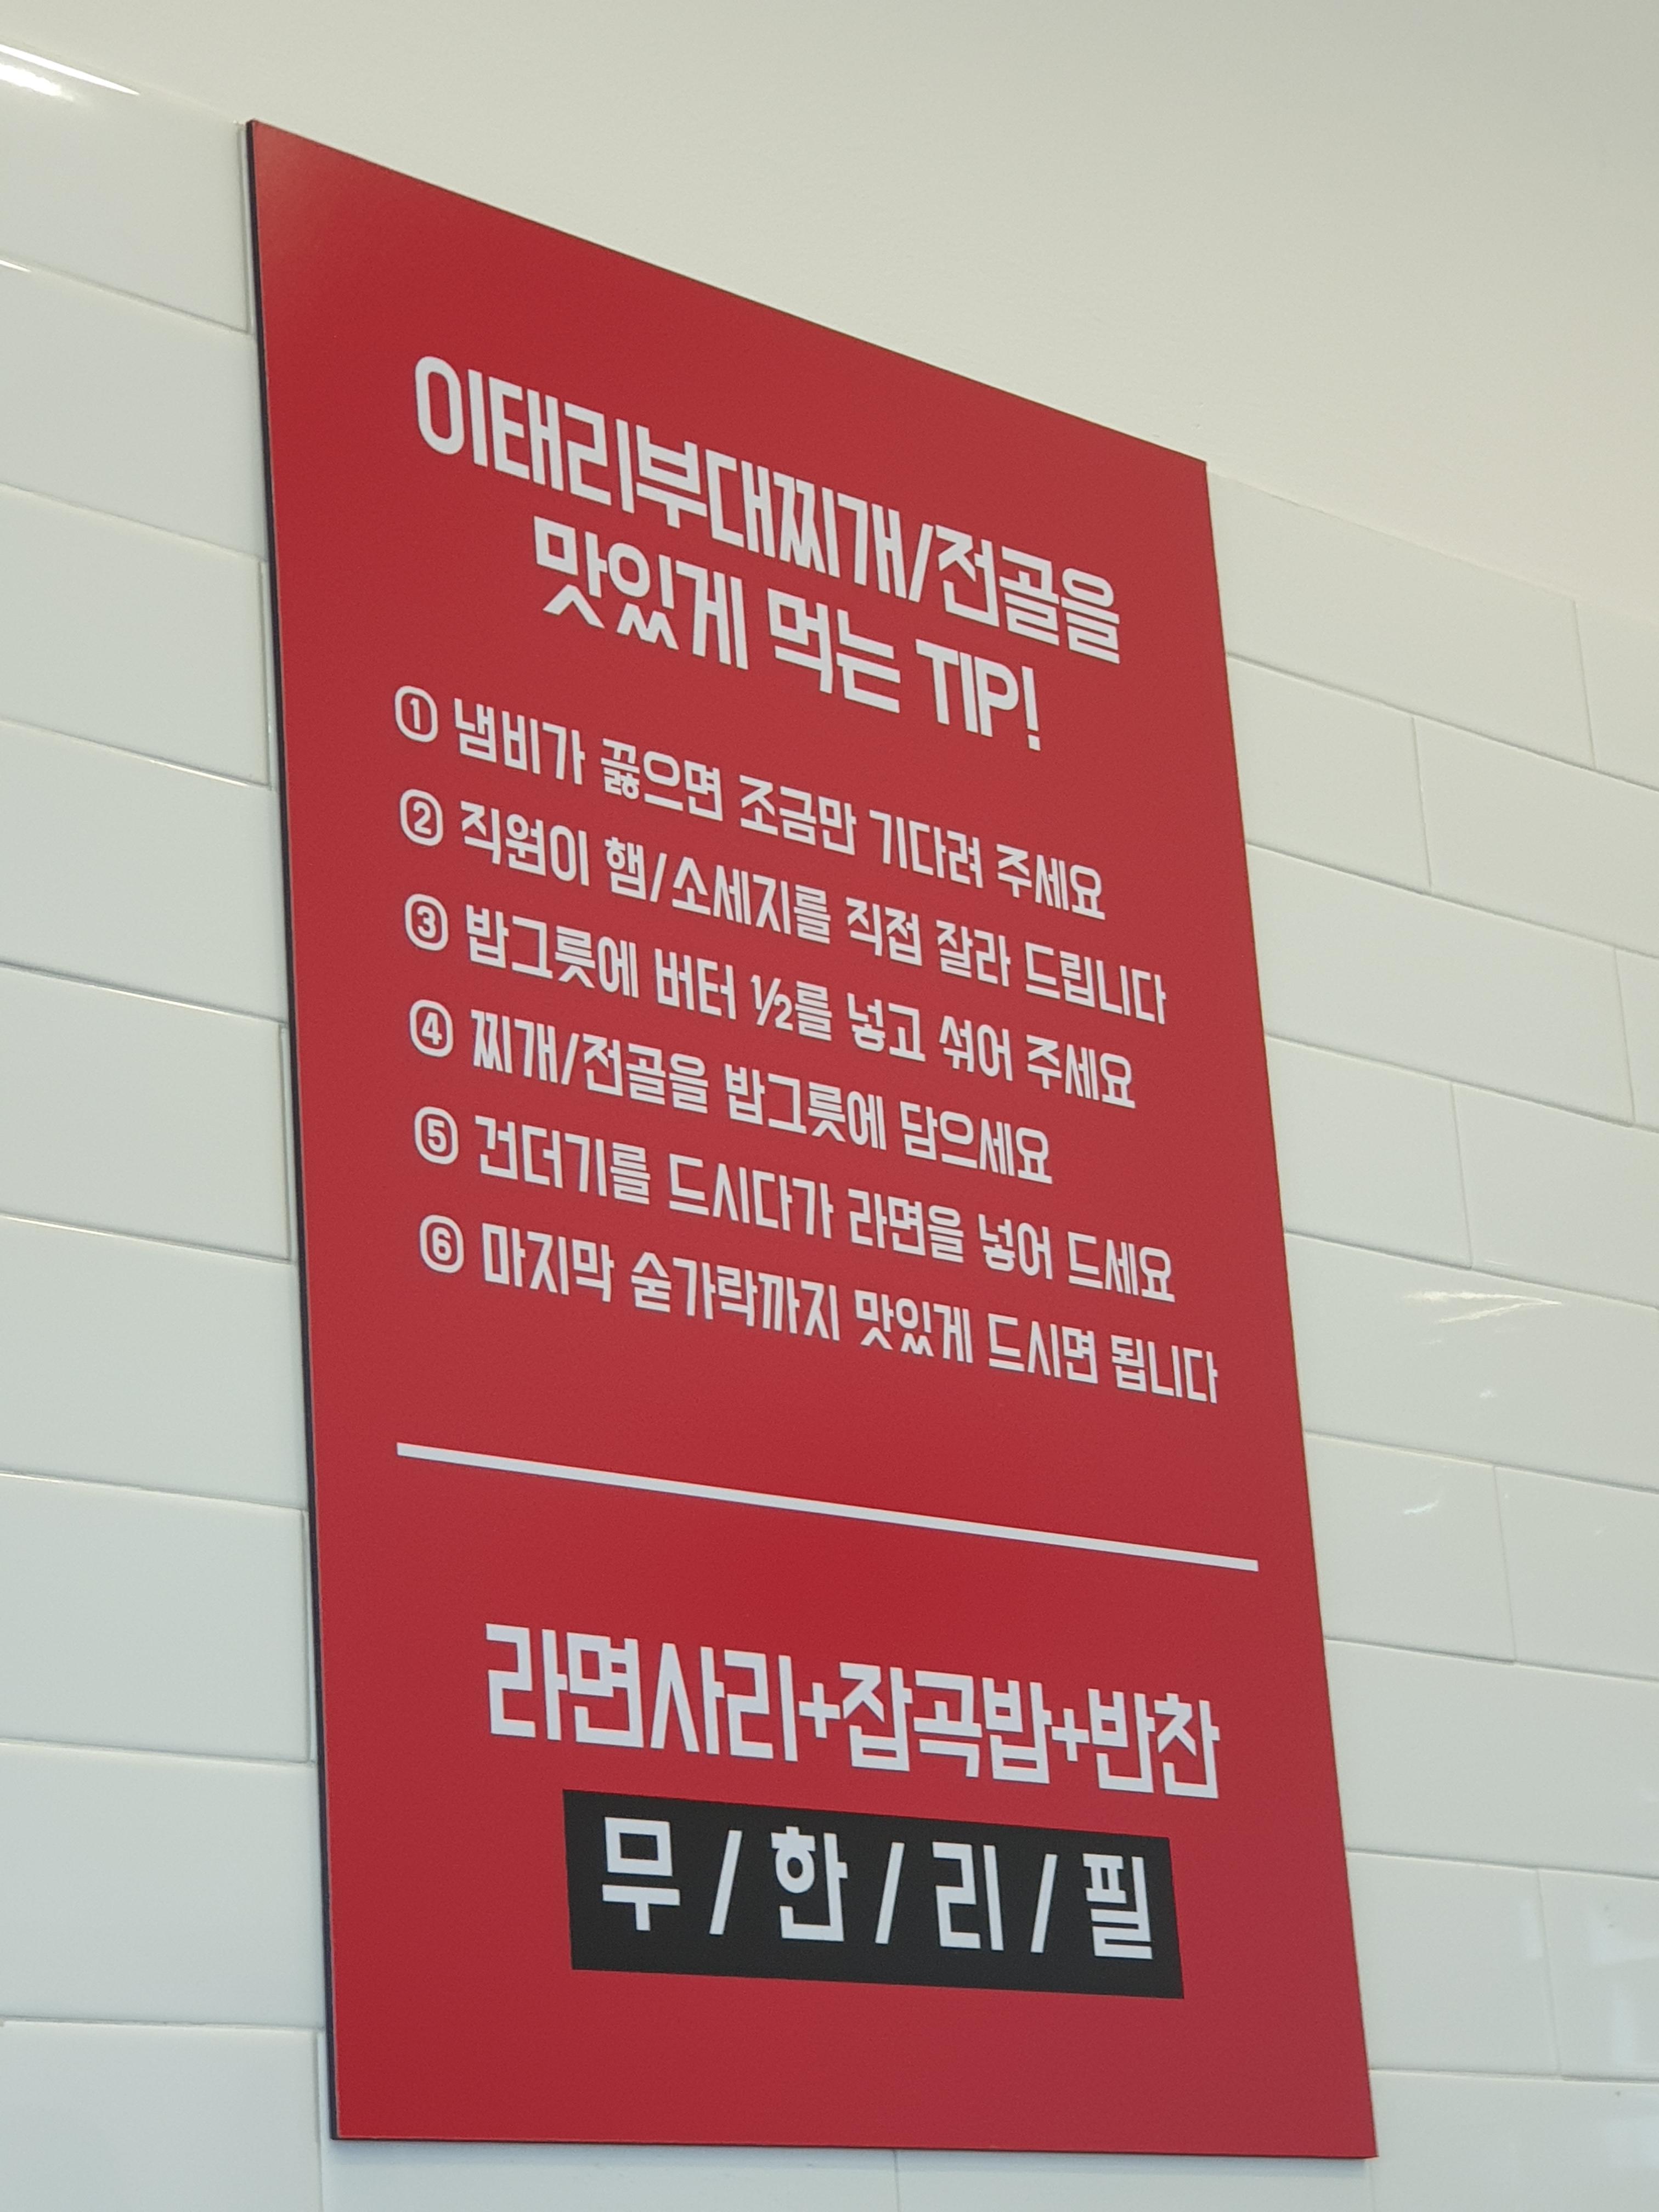 이태리부대찌개/전골을
맛있게 먹는 TIP!
① 냄비가 끓으면 조금만 기다려 주세요
② 직원이 햄/소세지를 직접 잘라 드립니다
③ 밥그릇에 버터 ½를 넣고 섞어 주세요
④ 찌개/전골을 밥그릇에 담으세요
⑤ 건더기를 드시다가 라면을 넣어 드세요
⑥ 마지막 숟가락까지 맛있게 드시면 됩니다
라면사리+잡곡밥+반찬
무/한/리/필